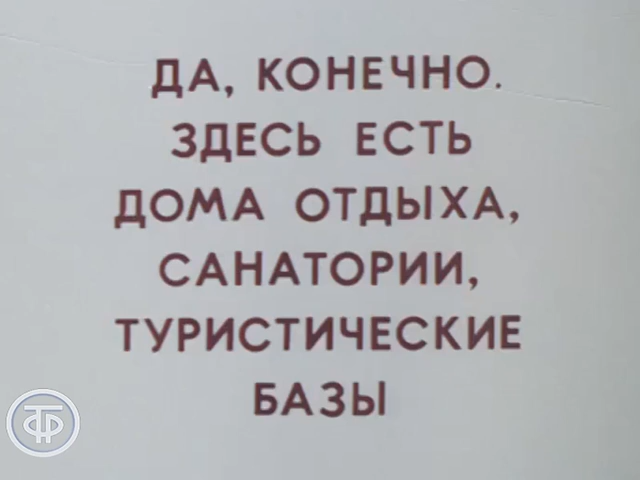 ДА, КОНЕЧНО.
ЗДЕСЬ ЕСТЬ
ДОМА ОТДЫХА,
САНАТОРИИ,
ТУРИСТИЧЕСКИЕ
БАЗЫ